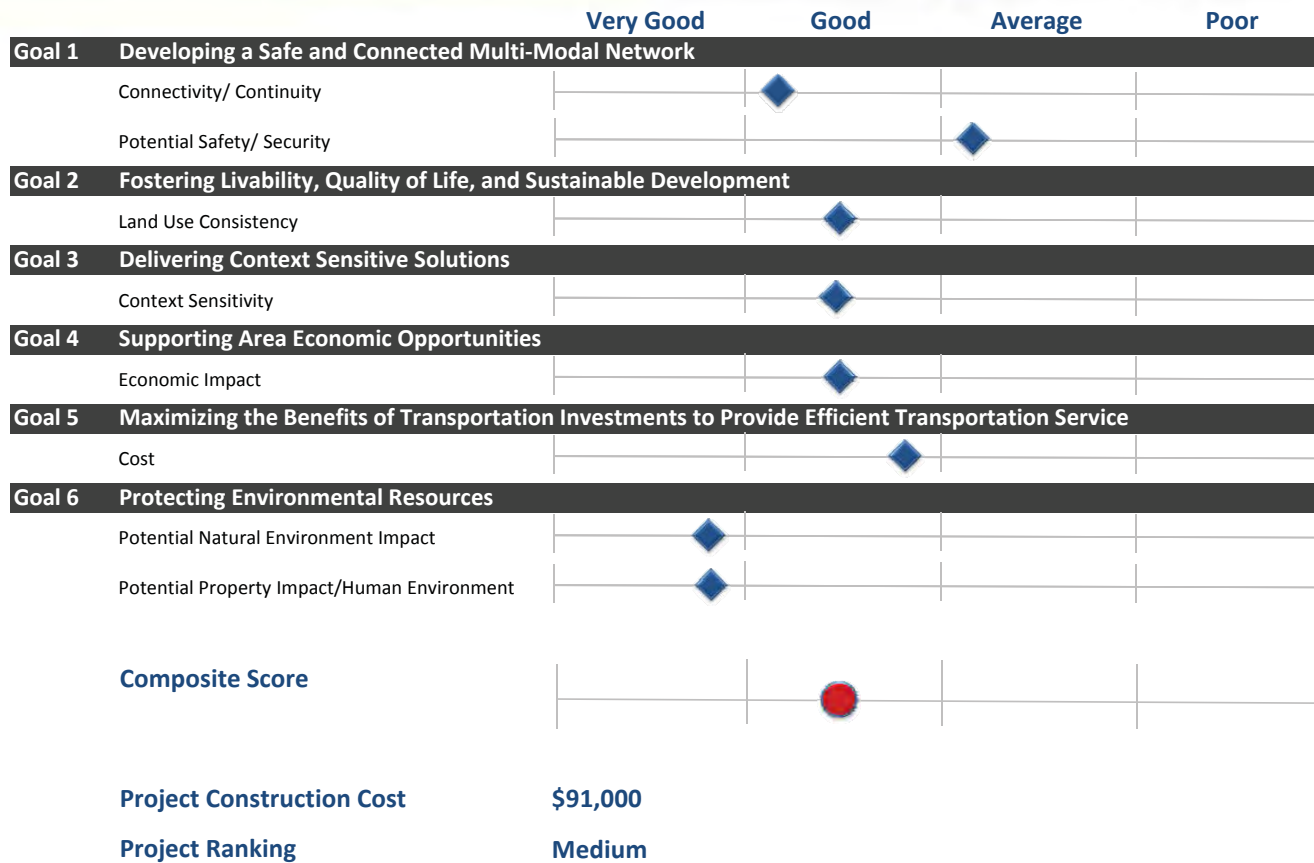 Very Good Good Average Poor
Goal 1 Developing a Safe and Connected Multi-Modal Network
Connectivity/ Continuity
Potential Safety/ Security
Goal 2 Fostering Livability, Quality of Life, and Sustainable Development
Land Use Consistency
Goal 3 Delivering Context Sensitive Solutions
Context Sensitivity
Goal 4 Supporting Area Economic Opportunities
Economic Impact
Goal 5 Maximizing the Benefits of Transportation Investments to Provide Efficient Transportation Service
Cost
Goal 6 Protecting Environmental Resources
Potential Natural Environment Impact
Potential Property Impact/Human Environment
Composite Score
Project Construction Cost $91,000
Project Ranking Medium